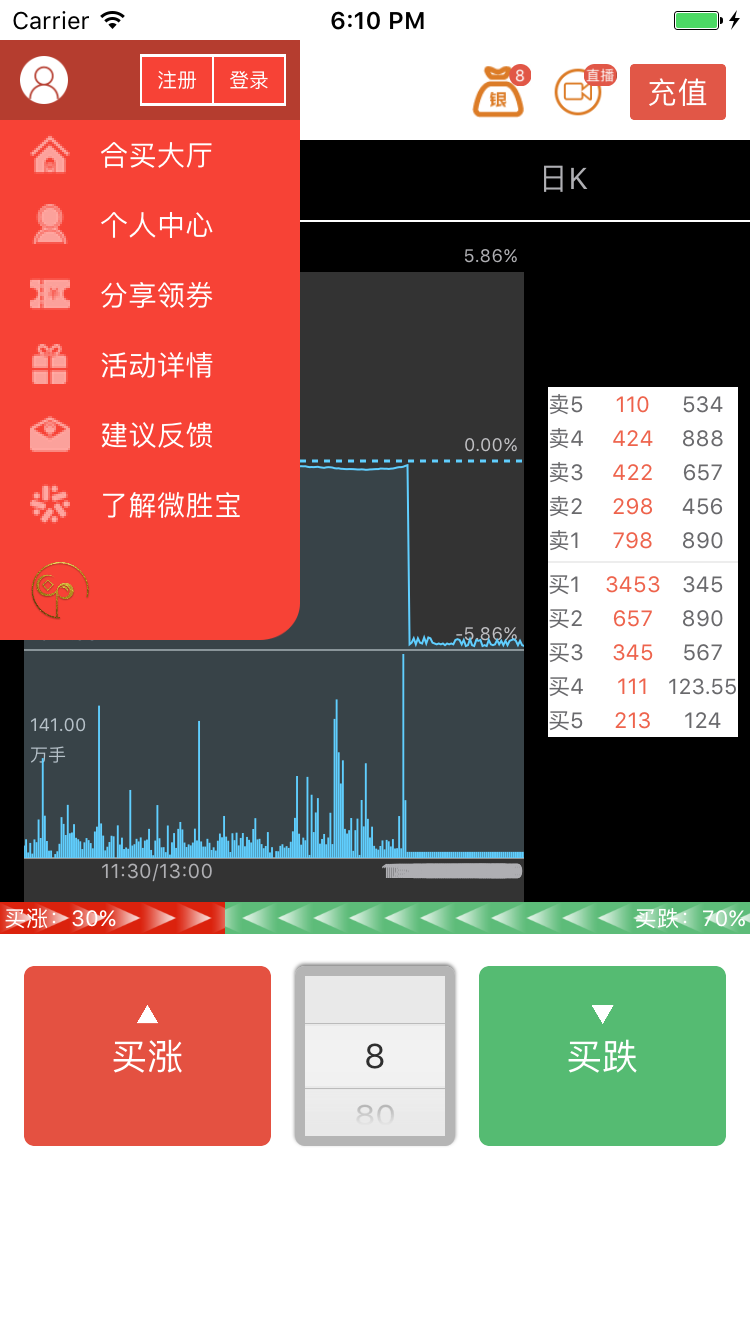 Carrier 6:10 PM
注册 登录
银 8 直播 充值
合买大厅
日K
个人中心
5.86%
分享领券
活动详情
建议反馈
0.00%
了解微胜宝
-5.86%
卖5 110 534
卖4 424 888
卖3 422 657
卖2 298 456
卖1 798 890
买1 3453 345
买2 657 890
买3 345 567
买4 111 123.55
买5 213 124
141.00
万手
11:30/13:00
买涨：30% 买跌：70%
买涨
8
80
买跌